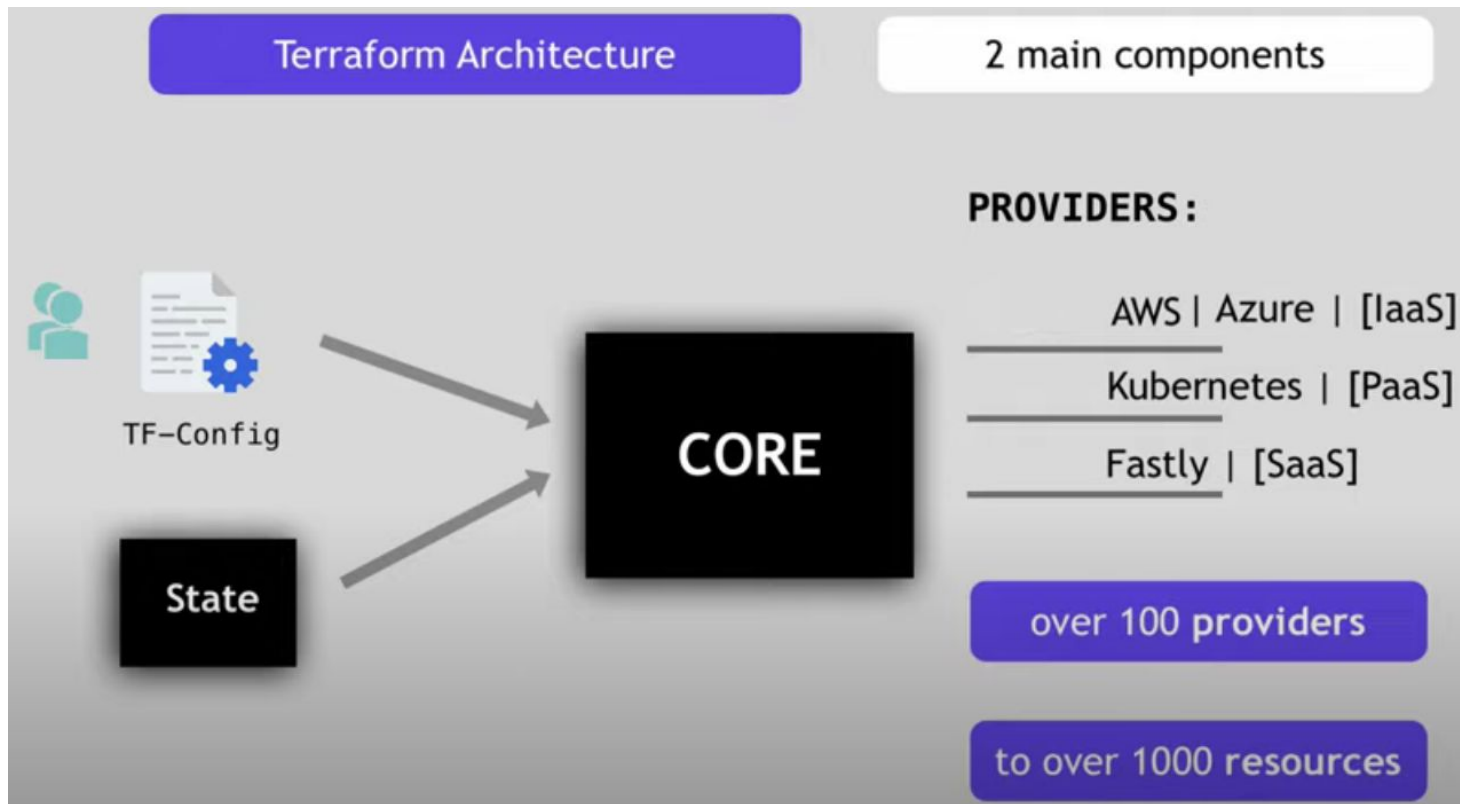 Terraform Architecture
2 main components
PROVIDERS:
AWS | Azure | [IaaS]
Kubernetes | [PaaS]
Fastly | [SaaS]
TF-Config
CORE
State
over 100 providers
to over 1000 resources